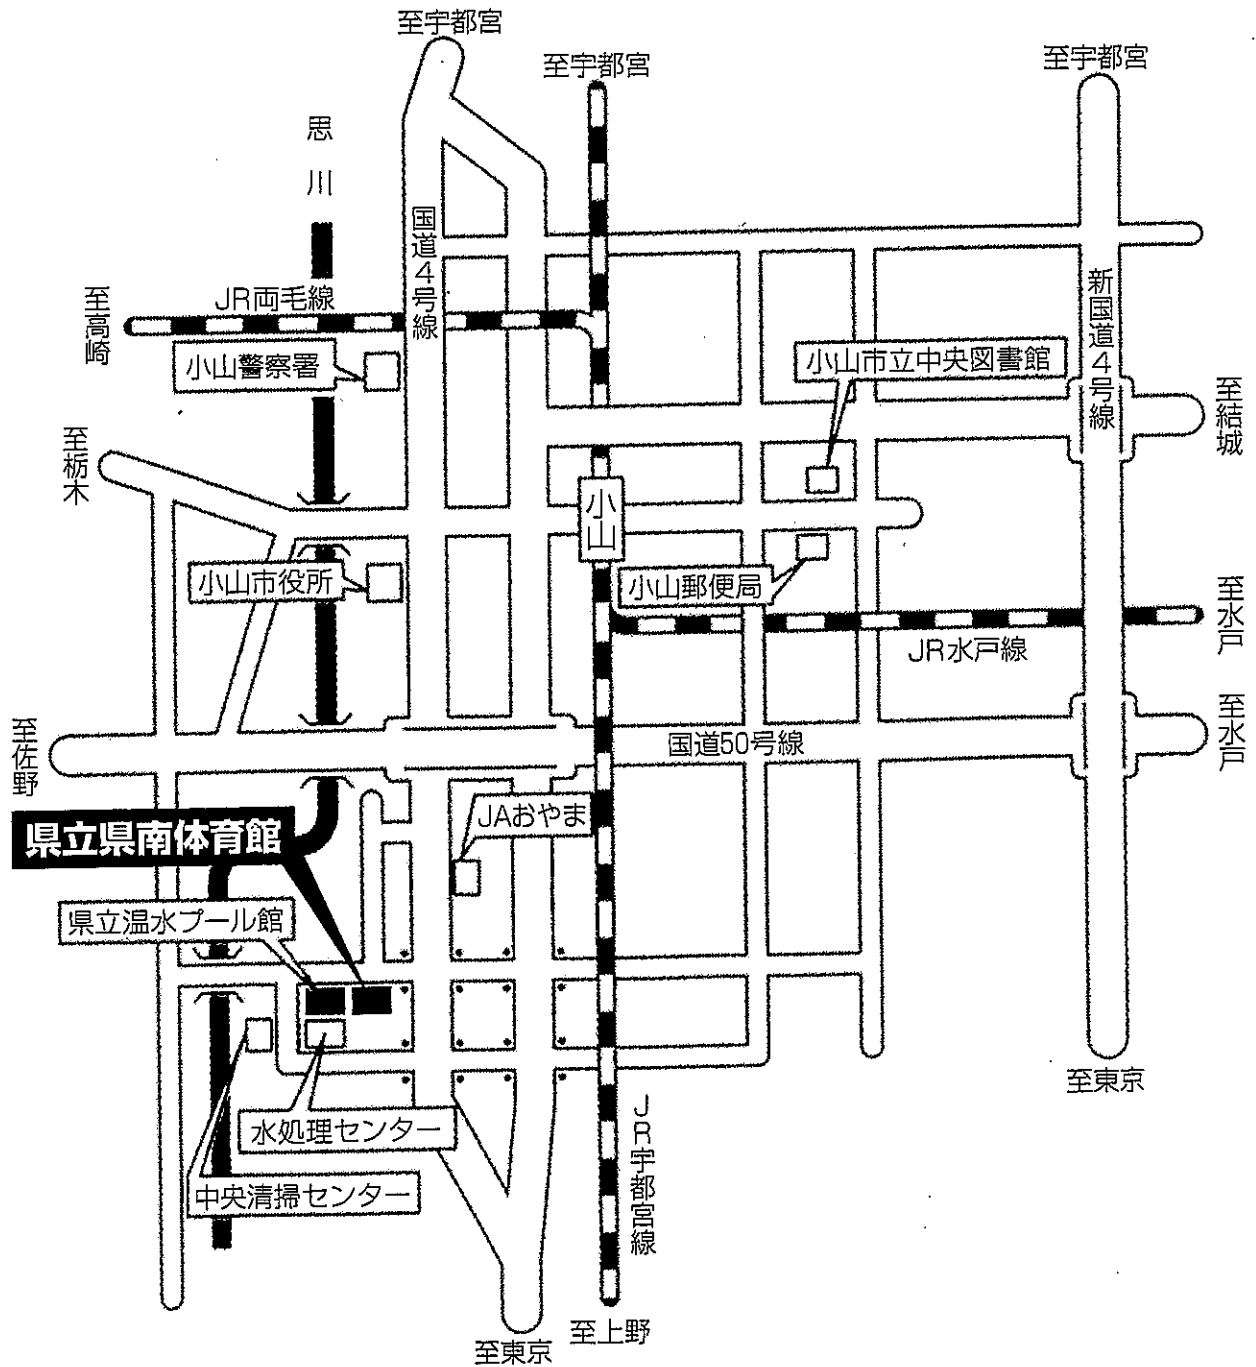 至宇都宮
至宇都宮
至宇都宮
思川
国道4号線
JR両毛線
至高崎
新国道4号線
小山警察署
小山市立中央図書館
至結城
至栃木
小山
小山市役所
小山郵便局
至水戸
JR水戸線
至佐野
国道50号線
至水戸
JAおやま
県立県南体育館
県立温水プール館
水処理センター
中央清掃センター
JR宇都宮線
至東京
至上野
至東京